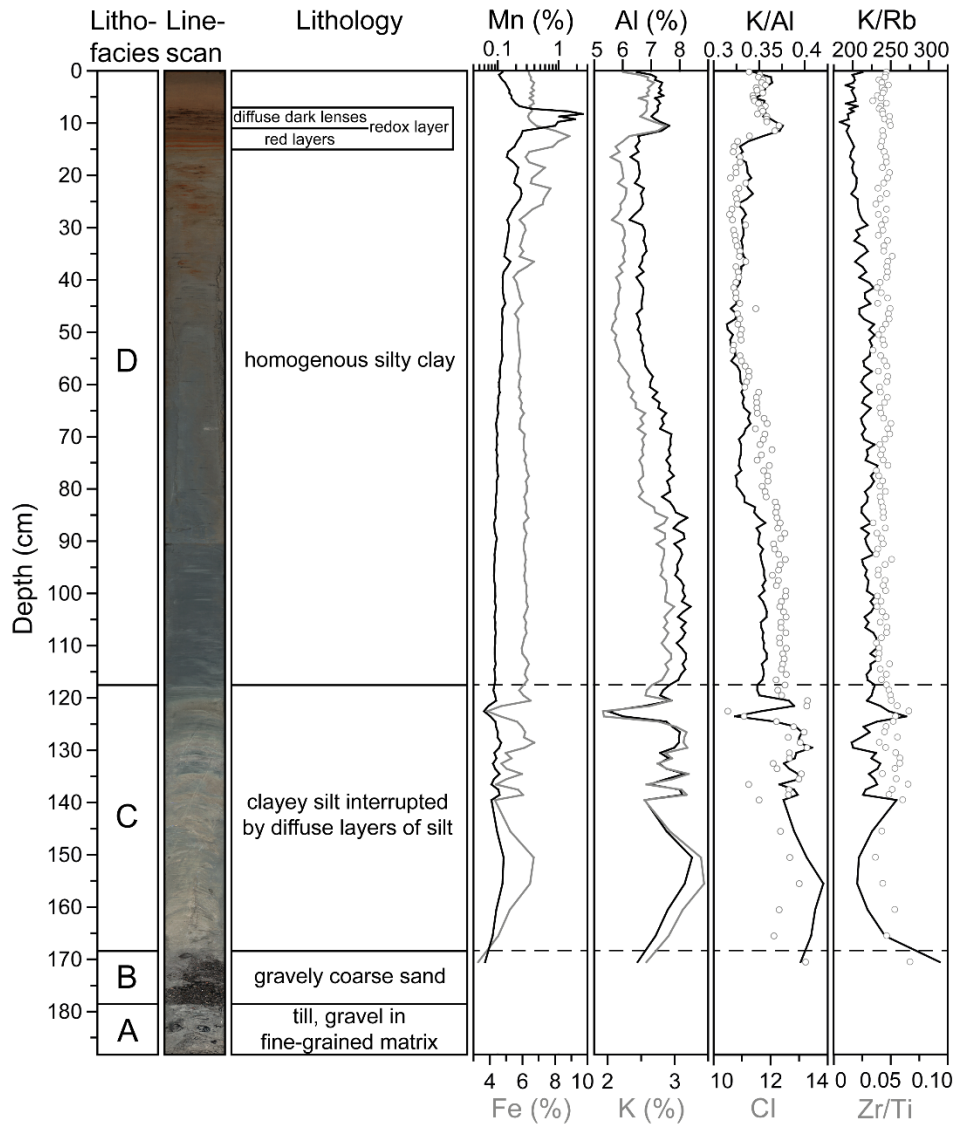 Litho-
facies
Line-
scan
Lithology
Mn (%)
Al (%)
K/Al
K/Rb
0.1 1
5 6 7 8
0.3 0.35 0.4
200 250 300
Depth (cm)
0
10
20
30
40
50
60
70
80
90
100
110
120
130
140
150
160
170
180
diffuse dark lenses
redox layer
red layers
D
homogenous silty clay
C
clayey silt interrupted
by diffuse layers of silt
B
gravely coarse sand
A
till, gravel in
fine-grained matrix
4 6 8 10
2 3
10 12 14
0 0.05 0.10
Fe (%)
K (%)
CI
Zr/Ti